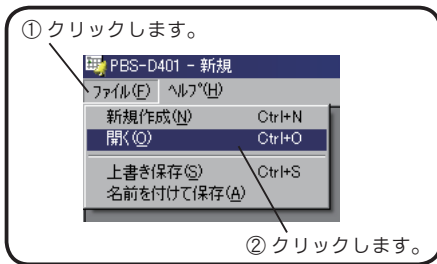 ① クリックします。
PBS-D401 - 新規
ファイル(F) ヘルプ(H)
新規作成(N) Ctrl+N
開く(O) Ctrl+O
上書き保存(S) Ctrl+S
名前を付けて保存(A)
② クリックします。